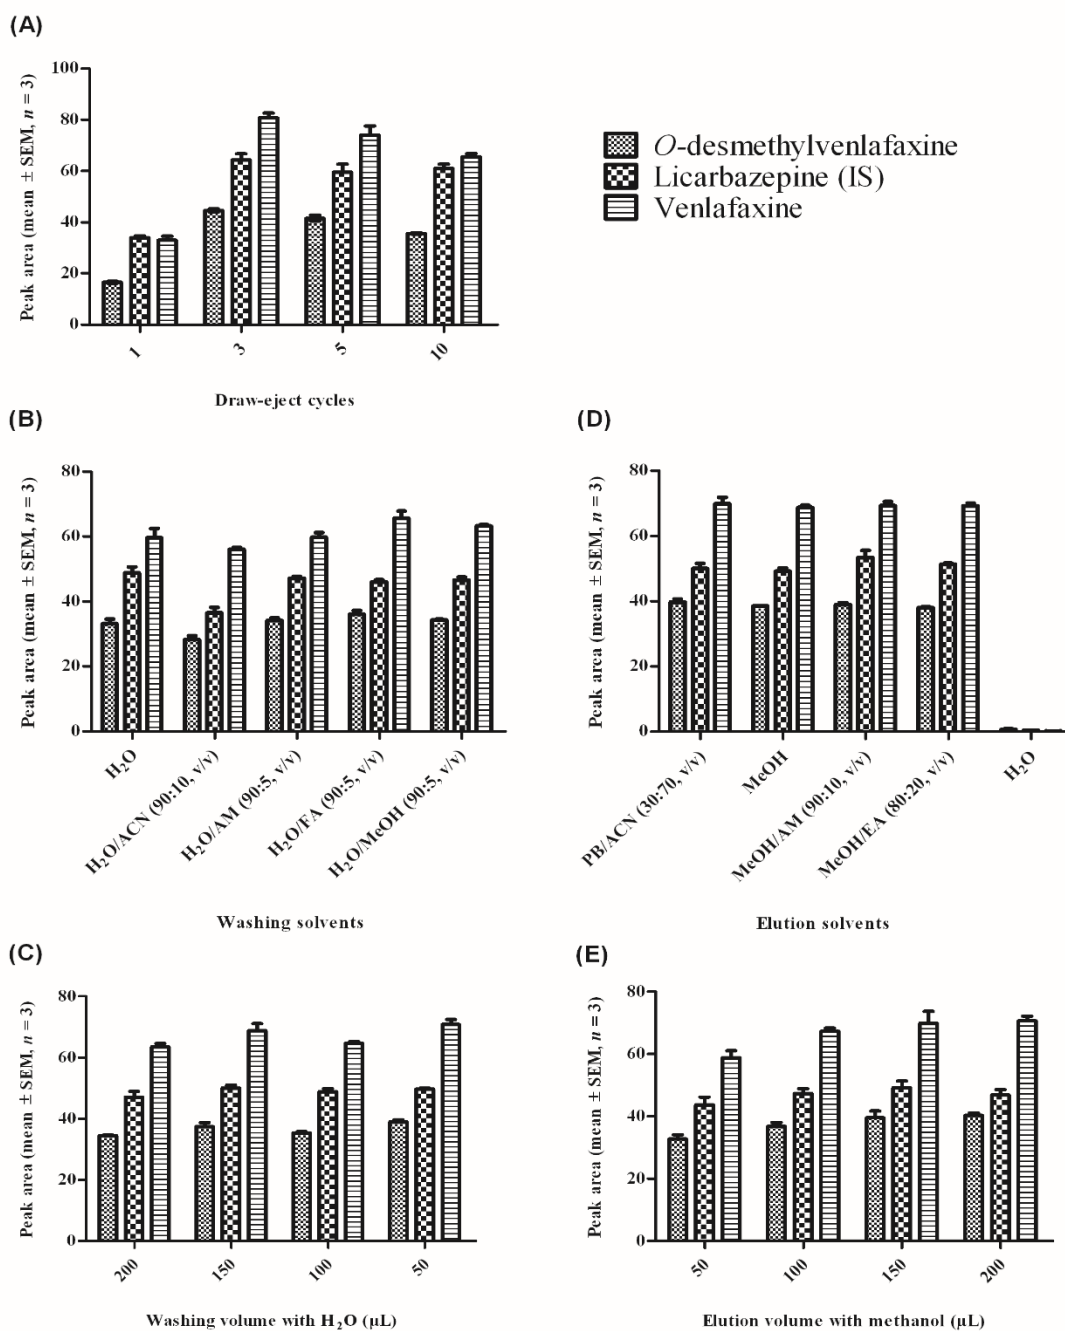 (A)
Peak area (mean ± SEM, n = 3)
100
80
60
40
20
0
1
3
5
10
Draw-eject cycles
O-desmethylvenlafaxine
Licarbazepine (IS)
Venlafaxine
(B)
Peak area (mean ± SEM, n = 3)
80
60
40
20
0
H₂O
H₂O/ACN (90:10, v/v)
H₂O/AM (90:5, v/v)
H₂O/FA (90:5, v/v)
H₂O/MeOH (90:5, v/v)
Washing solvents
(D)
Peak area (mean ± SEM, n = 3)
80
60
40
20
0
PB/ACN (30:70, v/v)
MeOH
MeOH/AM (90:10, v/v)
MeOH/EA (80:20, v/v)
H₂O
Elution solvents
(C)
Peak area (mean ± SEM, n = 3)
80
60
40
20
0
200
150
100
50
Washing volume with H₂O (µL)
(E)
Peak area (mean ± SEM, n = 3)
80
60
40
20
0
50
100
150
200
Elution volume with methanol (µL)